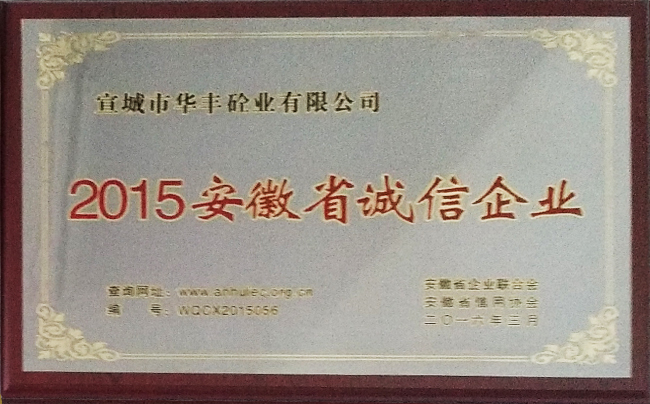 宣城市华丰砼业有限公司
2015安徽省诚信企业
查询网址：www.anhuiec.org.cn
编　　号：WQCX2015056
安徽省企业联合会
安徽省信用协会
二〇一六年三月